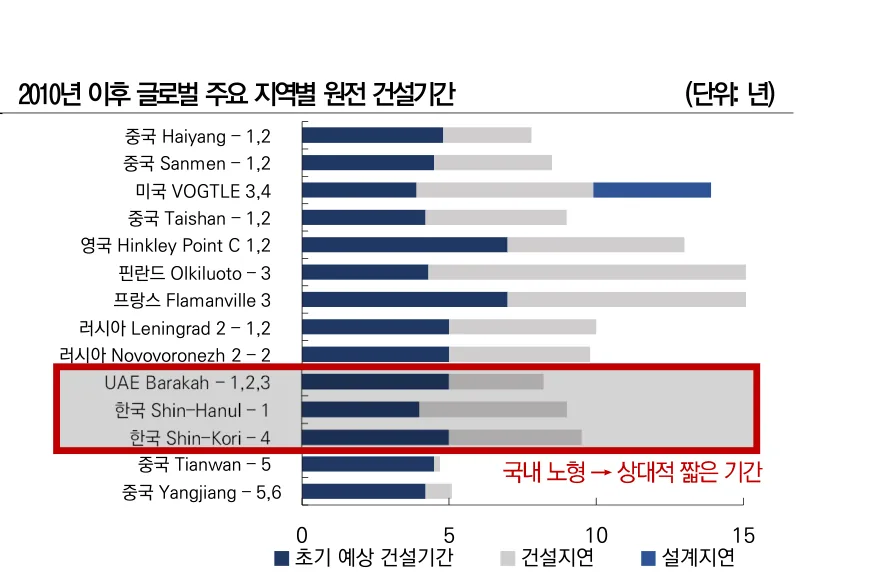 2010년 이후 글로벌 주요 지역별 원전 건설기간 (단위: 년)
중국 Haiyang - 1,2
중국 Sanmen - 1,2
미국 VOGTLE 3,4
중국 Taishan - 1,2
영국 Hinkley Point C 1,2
핀란드 Olkiluoto - 3
프랑스 Flamanville 3
러시아 Leningrad 2 - 1,2
러시아 Novovoronezh 2 - 2
UAE Barakah - 1,2,3
한국 Shin-Hanul - 1
한국 Shin-Kori - 4
중국 Tianwan - 5
국내 노형 → 상대적 짧은 기간
중국 Yangjiang - 5,6
0 5 10 15
초기 예상 건설기간 건설지연 설계지연